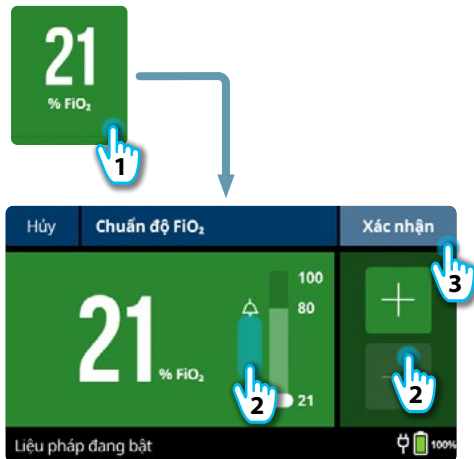 21
% FiO₂
1
Hủy
Chuẩn độ FiO₂
Xác nhận
3
21
% FiO₂
100
80
21
2
2
Liệu pháp đang bật
100%